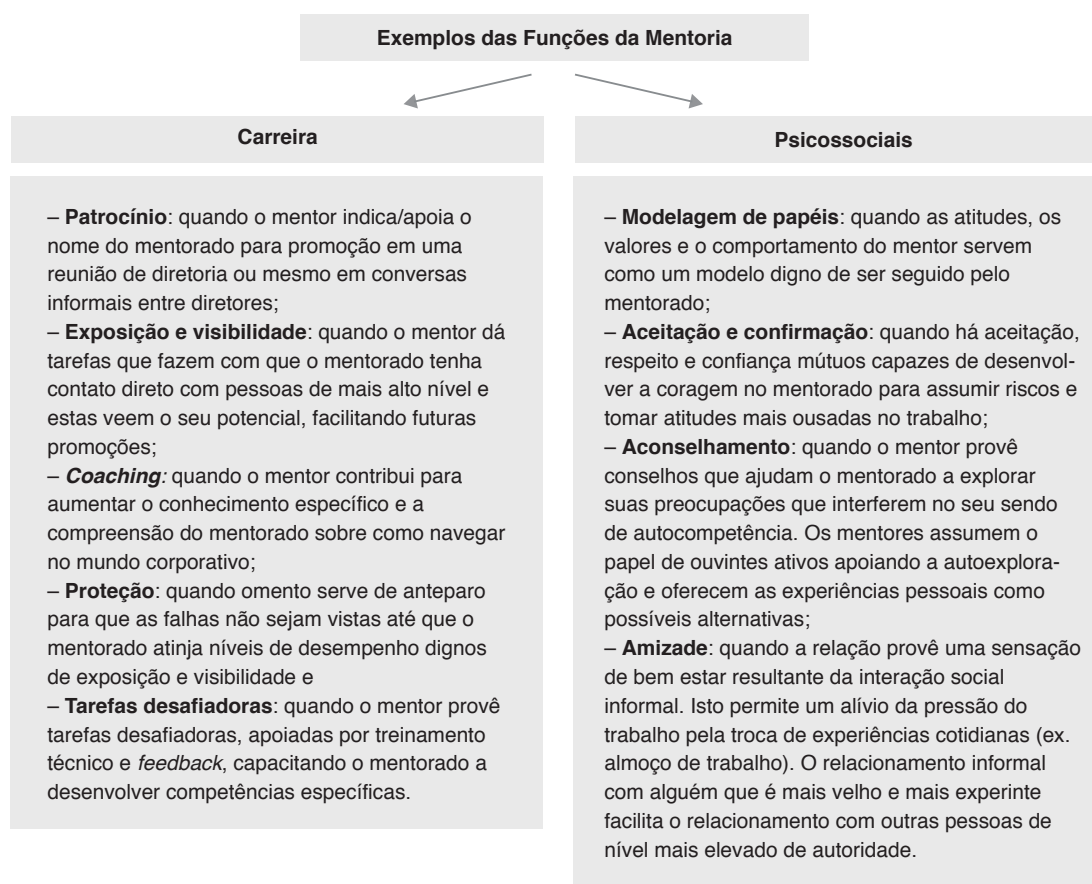 Exemplos das Funções da Mentoria
Carreira
– Patrocínio: quando o mentor indica/apoia o
nome do mentorado para promoção em uma
reunião de diretoria ou mesmo em conversas
informais entre diretores;
– Exposição e visibilidade: quando o mentor dá
tarefas que fazem com que o mentorado tenha
contato direto com pessoas de mais alto nível e
estas veem o seu potencial, facilitando futuras
promoções;
– Coaching: quando o mentor contribui para
aumentar o conhecimento específico e a
compreensão do mentorado sobre como navegar
no mundo corporativo;
– Proteção: quando omento serve de anteparo
para que as falhas não sejam vistas até que o
mentorado atinja níveis de desempenho dignos
de exposição e visibilidade e
– Tarefas desafiadoras: quando o mentor provê
tarefas desafiadoras, apoiadas por treinamento
técnico e feedback, capacitando o mentorado a
desenvolver competências específicas.
Psicossociais
– Modelagem de papéis: quando as atitudes, os
valores e o comportamento do mentor servem
como um modelo digno de ser seguido pelo
mentorado;
– Aceitação e confirmação: quando há aceitação,
respeito e confiança mútuos capazes de desenvol-
ver a coragem no mentorado para assumir riscos e
tomar atitudes mais ousadas no trabalho;
– Aconselhamento: quando o mentor provê
conselhos que ajudam o mentorado a explorar
suas preocupações que interferem no seu sendo
de autocompetência. Os mentores assumem o
papel de ouvintes ativos apoiando a autoexplora-
ção e oferecem as experiências pessoais como
possíveis alternativas;
– Amizade: quando a relação provê uma sensação
de bem estar resultante da interação social
informal. Isto permite um alívio da pressão do
trabalho pela troca de experiências cotidianas (ex.
almoço de trabalho). O relacionamento informal
com alguém que é mais velho e mais experinte
facilita o relacionamento com outras pessoas de
nível mais elevado de autoridade.